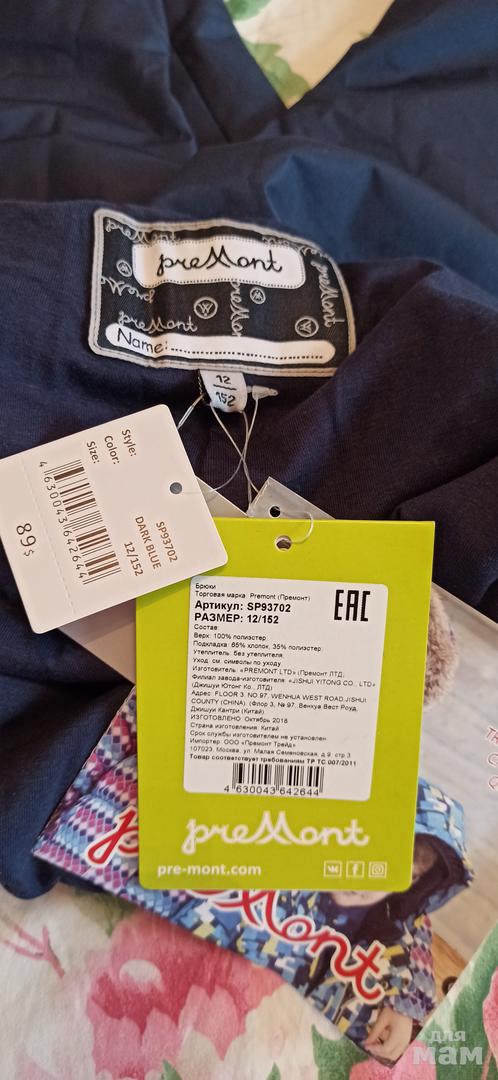 preMont
preMont
preMont
Name:
12
152
Style: SP93702
Color: DARK BLUE
Size: 12/152
4630043642644
89$
Брюки
Торговая марка: Premont (Премонт)
Артикул: SP93702
РАЗМЕР: 12/152
EAC
Состав:
Верх: 100% полиэстер.
Подкладка: 65% хлопок, 35% полиэстер.
Утеплитель: без утеплителя.
Уход: см. символы по уходу
Изготовитель: «PREMONT LTD» (Премонт ЛТД).
Филиал завода-изготовителя: «JISHUI YITONG CO., LTD»
(Джишуи Ютонг Ко., ЛТД)
Адрес: FLOOR 3, NO 97, WENHUA WEST ROAD.JISHUI
COUNTY (CHINA). (Флор 3, № 97, Венхуа Вест Роуд,
Джишуи Кантри (Китай)
ИЗГОТОВЛЕНО: Октябрь 2018
Страна изготовления: Китай
Срок службы изготовителем не установлен
Импортер: ООО «Премонт Трейд»
107023, Москва, ул. Малая Семеновская, д.9, стр.3
Товар соответствует требованиям ТР ТС 007/2011
4 630043 642644
preMont
pre-mont.com
preMont
для
мам